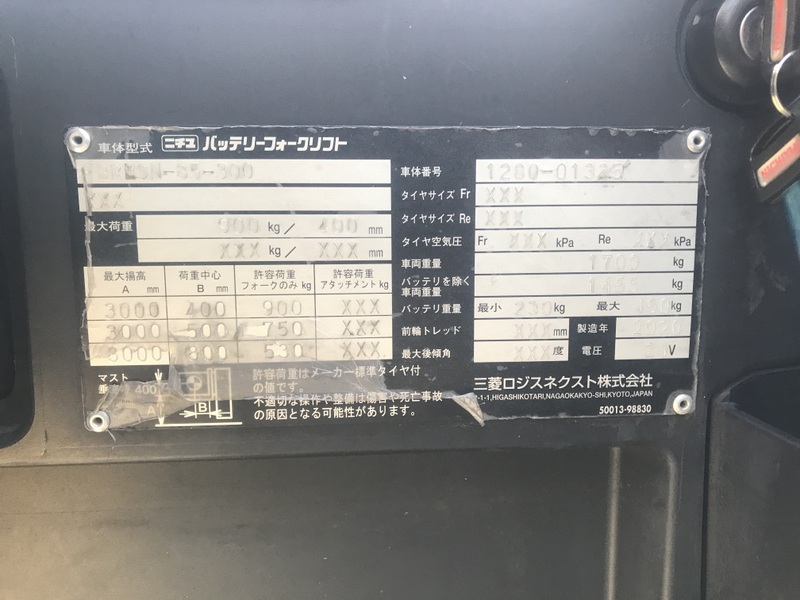 車体型式 ニチユ バッテリーフォークリフト
車体番号 1260-01323
XXX
タイヤサイズ Fr XXX
タイヤサイズ Re XXX
最大荷重 900 kg / 400 mm
XXX kg / XXX mm
タイヤ空気圧 Fr XXX kPa Re XXX kPa
車両重量 kg
バッテリを除く車両重量 kg
最大揚高 A mm 荷重中心 B mm 許容荷重 フォークのみ kg 許容荷重 アタッチメント kg
3000 400 900 XXX
3000 500 750 XXX
3000 XXX
バッテリ重量 最小 kg 最大 kg
前輪トレッド XXX mm 製造年
最大後傾角 XXX 度 電圧 V
マスト
400
A
B
許容荷重はメーカー標準タイヤ付
の値です。
不適切な操作や整備は傷害や死亡事故
の原因となる可能性があります。
三菱ロジスネクスト株式会社
1-1,HIGASHIKOTARI,NAGAOKAKYO-SHI,KYOTO,JAPAN
50013-98830